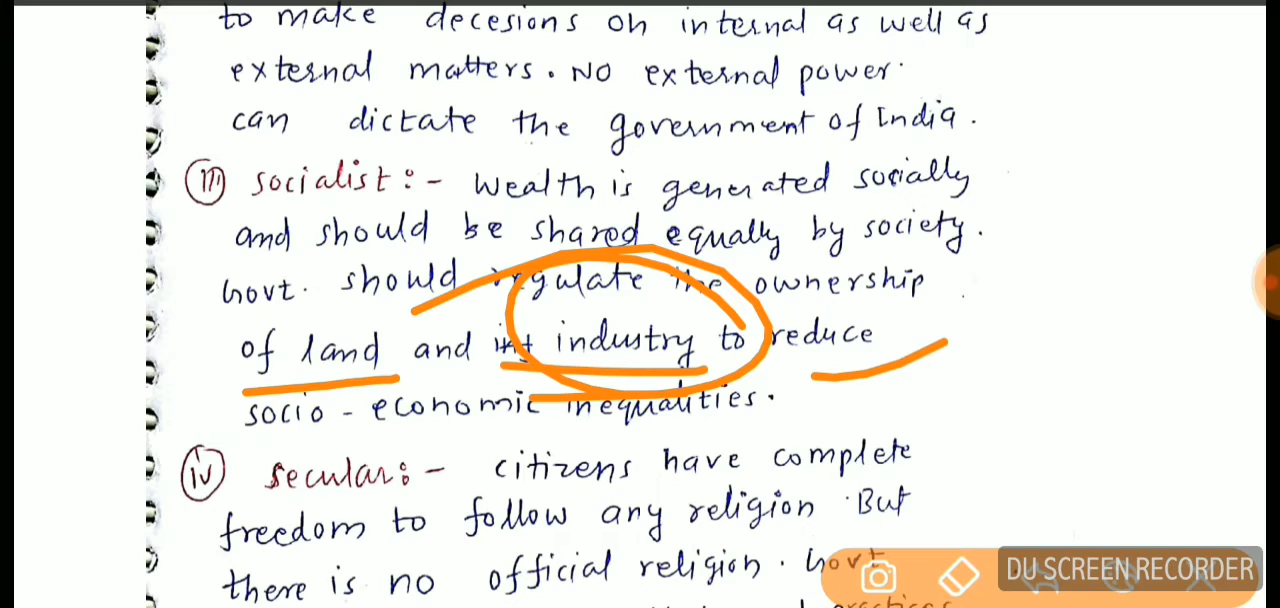 to make decesions on internal as well as
external matters. No external power
can dictate the government of India.
(iii) socialist:- Wealth is generated socially
and should be shared equally by society.
Govt. should regulate the ownership
of land and industry to reduce
socio-economic inequalities.
(iv) secular:- citizens have complete
freedom to follow any religion. But
there is no official religion. Govt
practices
DU SCREEN RECORDER